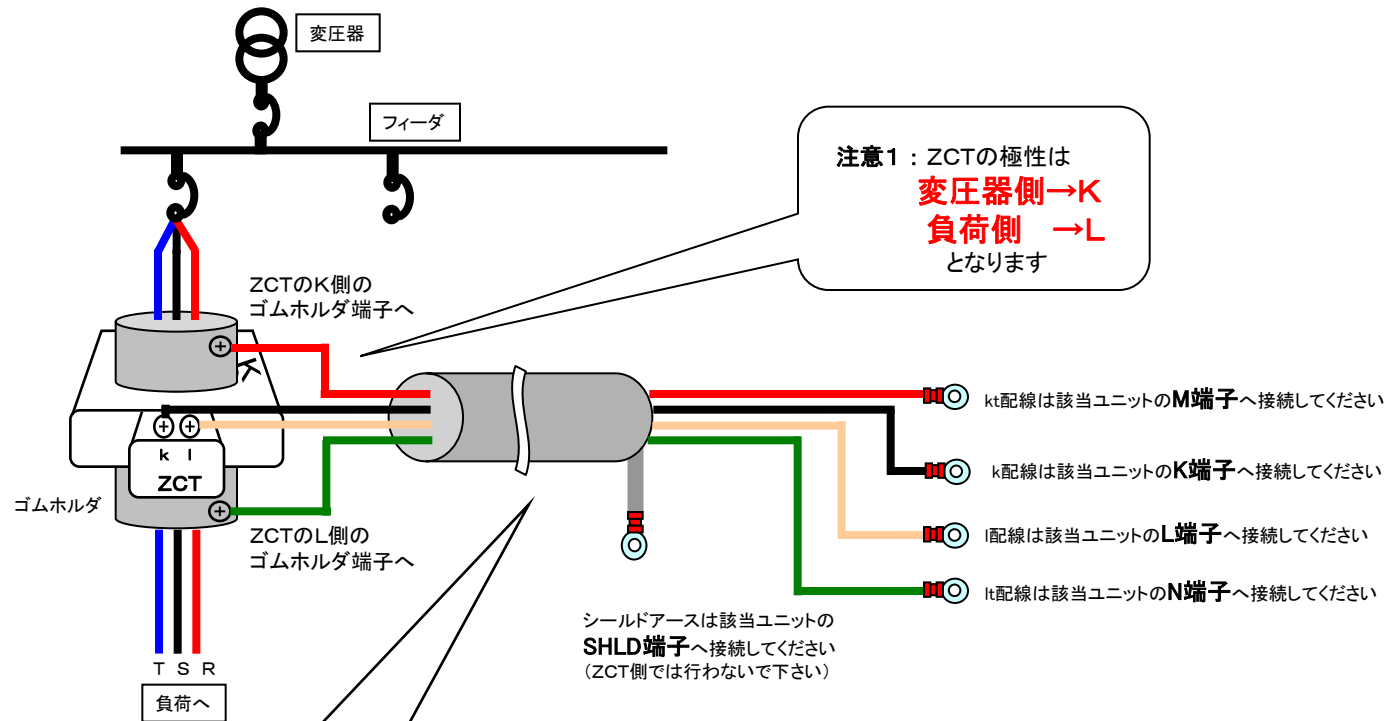 変圧器
フィーダ
注意1：ZCTの極性は
変圧器側→K
負荷側　→L
となります
ZCTのK側の
ゴムホルダ端子へ
K
kt配線は該当ユニットのM端子へ接続してください
k l
ZCT
k配線は該当ユニットのK端子へ接続してください
ゴムホルダ
ZCTのL側の
ゴムホルダ端子へ
l配線は該当ユニットのL端子へ接続してください
lt配線は該当ユニットのN端子へ接続してください
シールドアースは該当ユニットの
SHLD端子へ接続してください
（ZCT側では行わないで下さい）
T S R
負荷へ